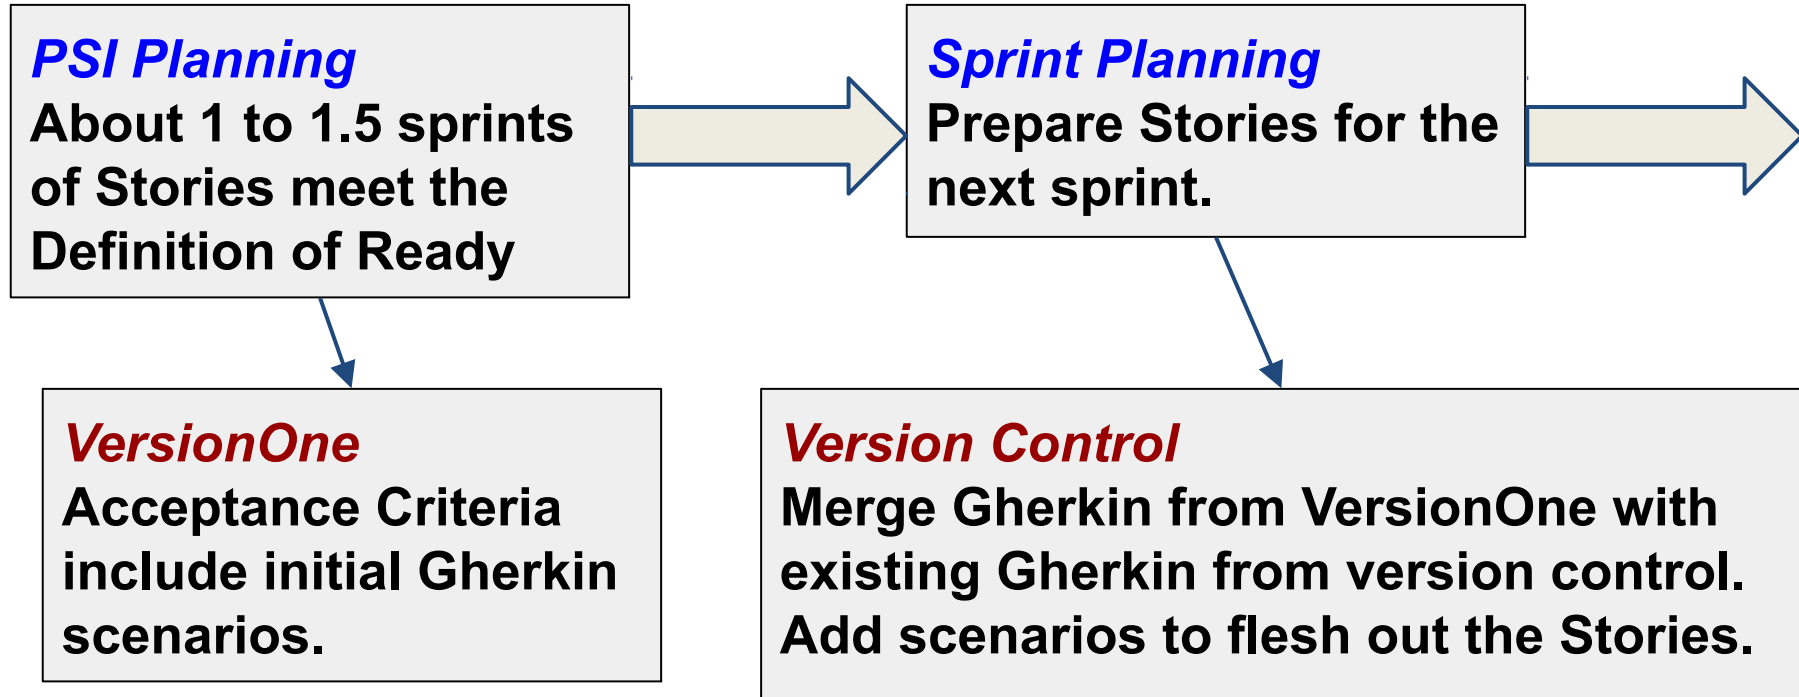 PSI Planning
About 1 to 1.5 sprints
of Stories meet the
Definition of Ready
Sprint Planning
Prepare Stories for the
next sprint.
VersionOne
Acceptance Criteria
include initial Gherkin
scenarios.
Version Control
Merge Gherkin from VersionOne with
existing Gherkin from version control.
Add scenarios to flesh out the Stories.